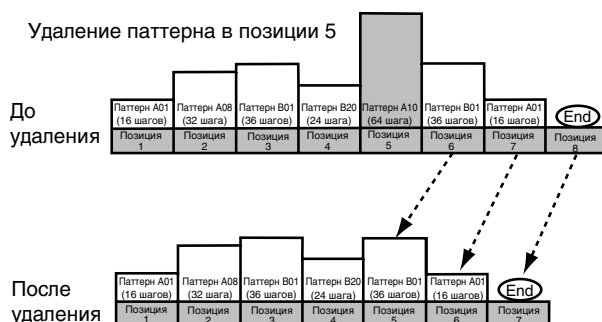 Удаление паттерна в позиции 5
До
удаления
Паттерн A01
(16 шагов)
Позиция
1
Паттерн A08
(32 шага)
Позиция
2
Паттерн B01
(36 шагов)
Позиция
3
Паттерн B20
(24 шага)
Позиция
4
Паттерн A10
(64 шага)
Позиция
5
Паттерн B01
(36 шагов)
Позиция
6
Паттерн A01
(16 шагов)
Позиция
7
End
Позиция
8
После
удаления
Паттерн A01
(16 шагов)
Позиция
1
Паттерн A08
(32 шага)
Позиция
2
Паттерн B01
(36 шагов)
Позиция
3
Паттерн B20
(24 шага)
Позиция
4
Паттерн B01
(36 шагов)
Позиция
5
Паттерн A01
(16 шагов)
Позиция
6
End
Позиция
7